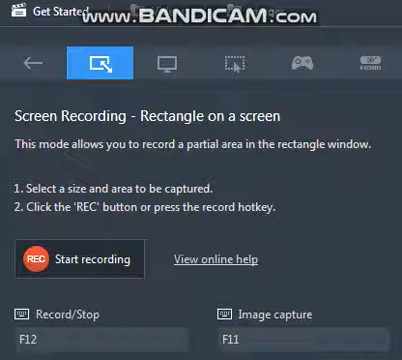 Get Started
www.BANDICAM.com
Screen Recording - Rectangle on a screen
This mode allows you to record a partial area in the rectangle window.
1. Select a size and area to be captured.
2. Click the 'REC' button or press the record hotkey.
REC Start recording
View online help
Record/Stop
Image capture
F12
F11